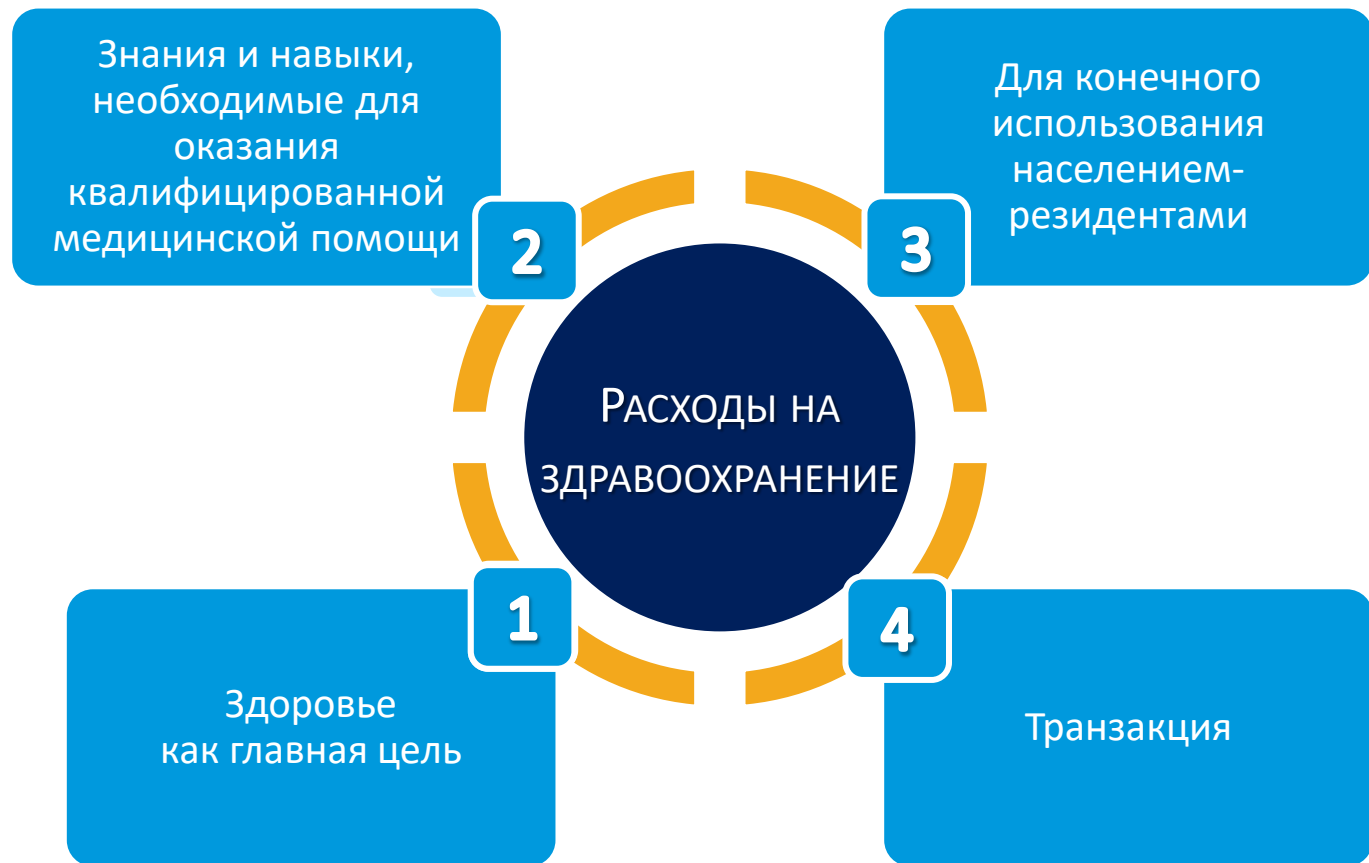 Знания и навыки,
необходимые для
оказания
квалифицированной
медицинской помощи
2
Для конечного
использования
населением-
резидентами
3
Расходы на
здравоохранение
1
Здоровье
как главная цель
4
Транзакция